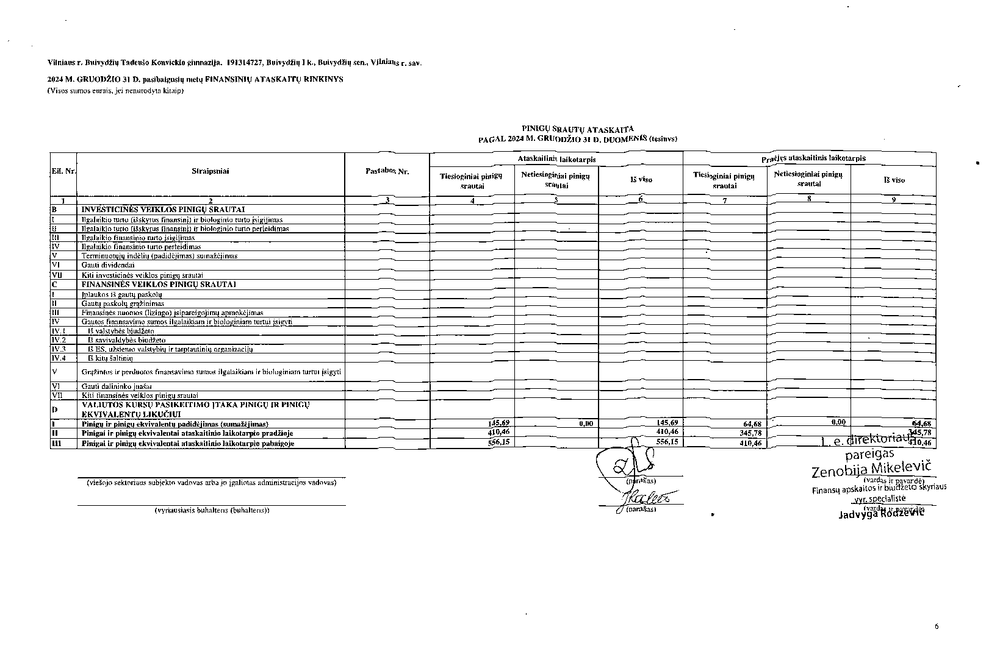 Vilniaus r. Buivydžių Tadeušo Konvickio gimnazija, 191314727, Buivydžių I k., Buivydžių sen., Vilniaus r. sav.
2024 M. GRUODŽIO 31 D. pasibaigusių metų FINANSINIŲ ATASKAITŲ RINKINYS
(Visos sumos eurais, jei nenurodyta kitaip)
PINIGŲ SRAUTŲ ATASKAITA
PAGAL 2024 M. GRUODŽIO 31 D. DUOMENIS (tęsinys)
Eil. Nr. Straipsniai Pastabos Nr. Ataskaitinis laikotarpis Praėjęs ataskaitinis laikotarpis
Tiesioginiai pinigų srautai Netiesioginiai pinigų srautai Iš viso Tiesioginiai pinigų srautai Netiesioginiai pinigų srautai Iš viso
1 2 3 4 5 6 7 8 9
B INVESTICINĖS VEIKLOS PINIGŲ SRAUTAI
I Ilgalaikio turto (išskyrus finansinį) ir biologinio turto įsigijimas
II Ilgalaikio turto (išskyrus finansinį) ir biologinio turto perleidimas
III Ilgalaikio finansinio turto įsigijimas
IV Ilgalaikio finansinio turto perleidimas
V Terminuotųjų indėlių (padidėjimas) sumažėjimas
VI Gauti dividendai
VII Kiti investicinės veiklos pinigų srautai
C FINANSINĖS VEIKLOS PINIGŲ SRAUTAI
I Įplaukos iš gautų paskolų
II Gautų paskolų grąžinimas
III Finansinės nuomos (lizingo) įsipareigojimų apmokėjimas
IV Gautos finansavimo sumos ilgalaikiam ir biologiniam turtui įsigyti
IV.1 Iš valstybės biudžeto
IV.2 Iš savivaldybės biudžeto
IV.3 Iš ES, užsienio valstybių ir tarptautinių organizacijų
IV.4 Iš kitų šaltinių
V Grąžintos ir perduotos finansavimo sumos ilgalaikiam ir biologiniam turtui įsigyti
VI Gauti dalininko įnašai
VII Kiti finansinės veiklos pinigų srautai
D VALIUTOS KURSŲ PASIKEITIMO ĮTAKA PINIGŲ IR PINIGŲ
EKVIVALENTŲ LIKUČIUI
I Pinigų ir pinigų ekvivalentų padidėjimas (sumažėjimas) 145,69 0,00 145,69 64,68 0,00 64,68
II Pinigai ir pinigų ekvivalentai ataskaitinio laikotarpio pradžioje 410,46 410,46 345,78 345,78
III Pinigai ir pinigų ekvivalentai ataskaitinio laikotarpio pabaigoje 556,15 556,15 410,46 410,46
L. e. direktoriaus
pareigas
Zenobija Mikelevič
(viešojo sektoriaus subjekto vadovas arba jo įgaliotas administracijos vadovas) (parašas) (vardas ir pavardė)
Finansų apskaitos ir biudžeto skyriaus
vyr. specialistė
(vyriausiasis buhalteris (buhalteris)) (parašas) (vardas ir pavardė)
Jadvyga Rodzevič
6